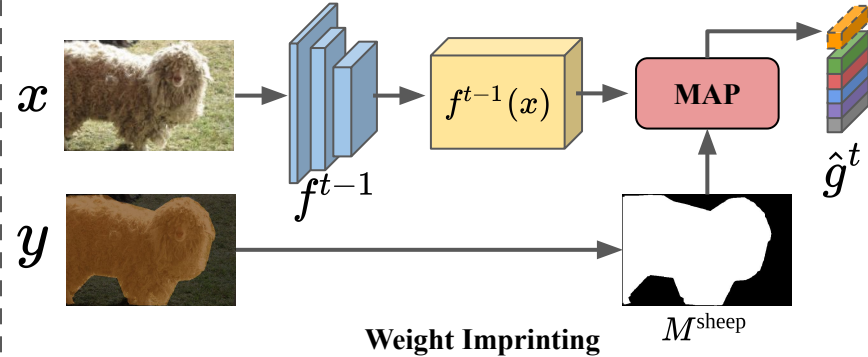 x
f^{t-1}
f^{t-1}(x)
MAP
ĝ^t
y
M^{sheep}
Weight Imprinting